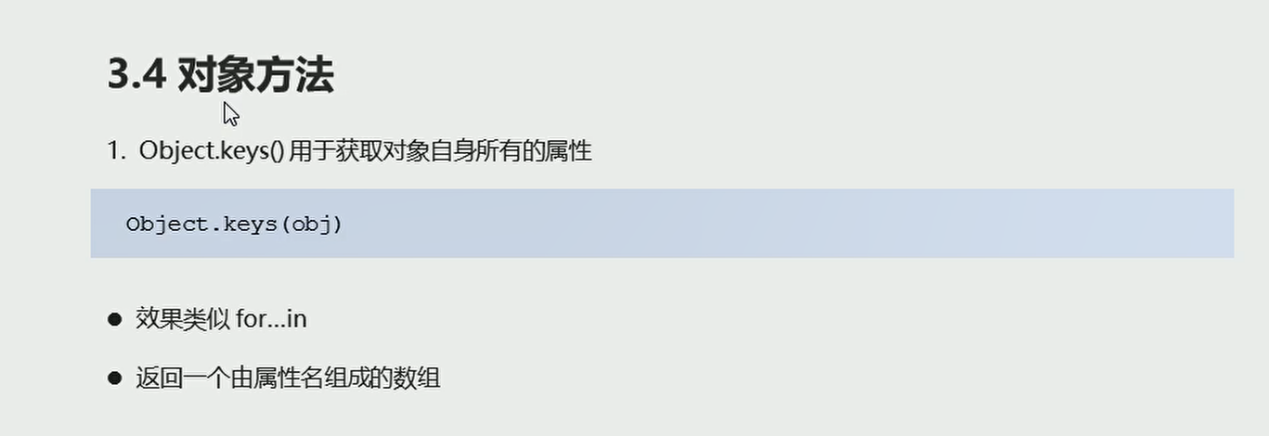 3.4 对象方法
1. Object.keys() 用于获取对象自身所有的属性
Object.keys(obj)
● 效果类似 for...in
● 返回一个由属性名组成的数组